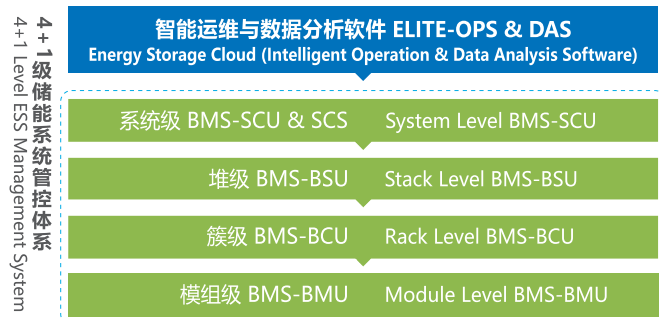 4+1级储能系统管控体系
4+1 Level ESS Management System
智能运维与数据分析软件 ELITE-OPS & DAS
Energy Storage Cloud (Intelligent Operation & Data Analysis Software)
系统级 BMS-SCU & SCS System Level BMS-SCU
堆级 BMS-BSU Stack Level BMS-BSU
簇级 BMS-BCU Rack Level BMS-BCU
模组级 BMS-BMU Module Level BMS-BMU